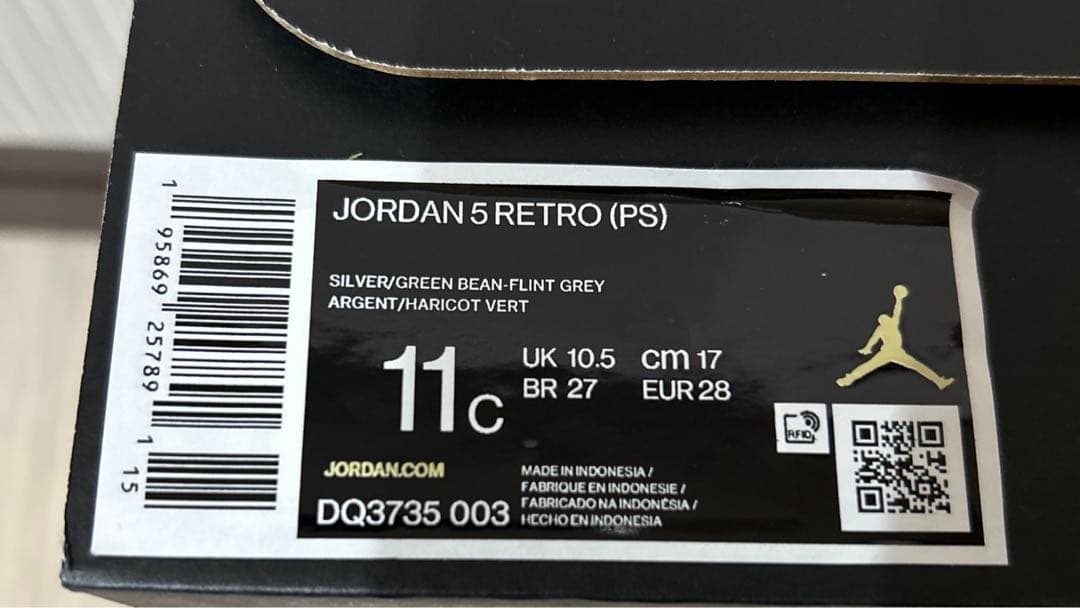 1 95869 25789 1 15
JORDAN 5 RETRO (PS)
SILVER/GREEN BEAN-FLINT GREY
ARGENT/HARICOT VERT
11C
UK 10.5 cm 17
BR 27 EUR 28
RFID
JORDAN.COM
DQ3735 003
MADE IN INDONESIA /
FABRIQUE EN INDONESIE /
FABRICADO NA INDONÉSIA /
HECHO EN INDONESIA